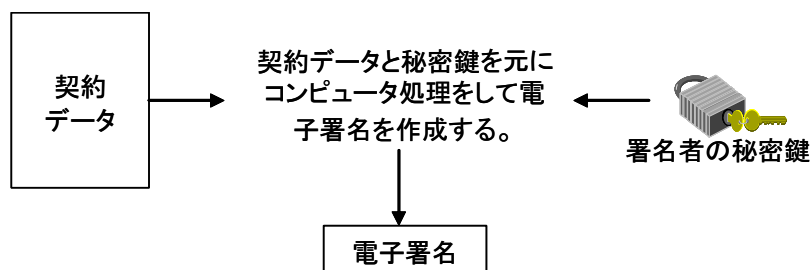 契約
データ
契約データと秘密鍵を元に
コンピュータ処理をして電
子署名を作成する。
署名者の秘密鍵
電子署名